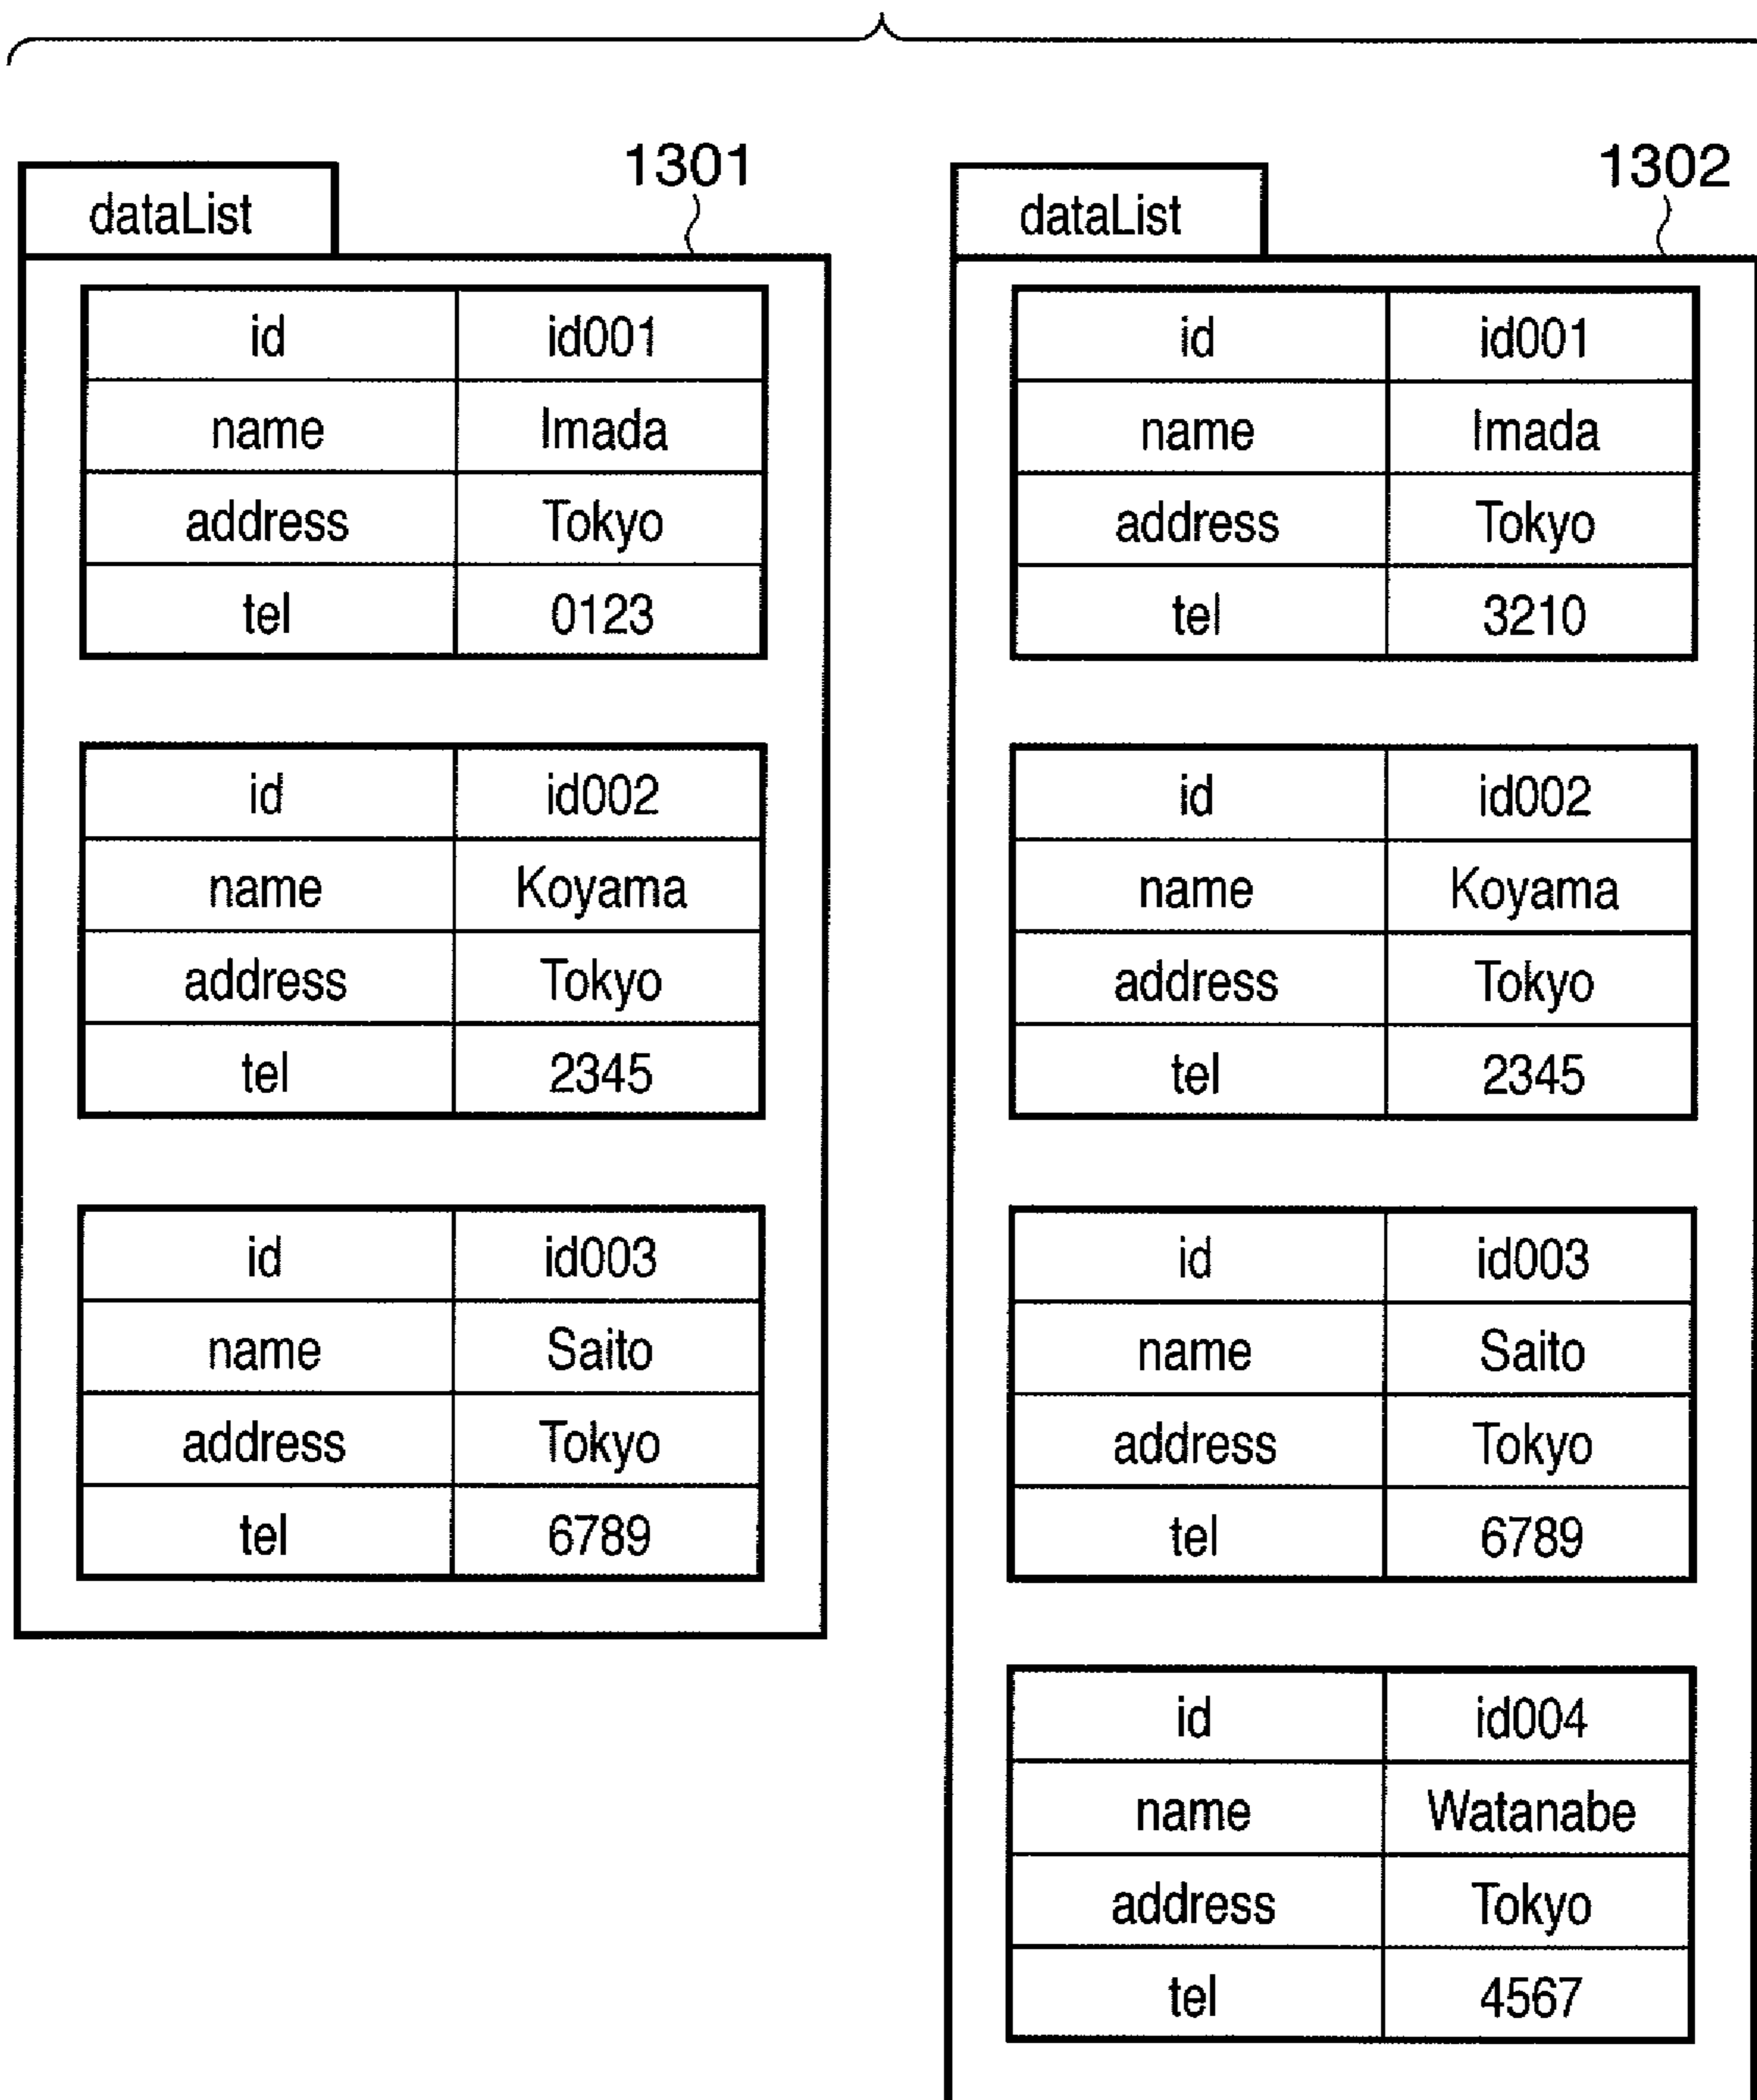 1301
dataList
id id001
name Imada
address Tokyo
tel 0123
id id002
name Koyama
address Tokyo
tel 2345
id id003
name Saito
address Tokyo
tel 6789
1302
dataList
id id001
name Imada
address Tokyo
tel 3210
id id002
name Koyama
address Tokyo
tel 2345
id id003
name Saito
address Tokyo
tel 6789
id id004
name Watanabe
address Tokyo
tel 4567